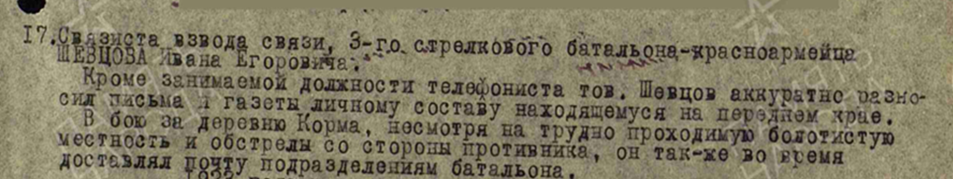 17.Связиста взвода связи, 3-го стрелкового батальона-красноармейца
ШЕВЦОВА Ивана Егоровича.
Кроме занимаемой должности телефониста тов. Шевцов аккуратно разно-
сил письма и газеты личному составу находящемуся на переднем крае.
В бою за деревню Корма, несмотря на трудно проходимую болотистую
местность и обстрелы со стороны противника, он так-же во время
доставлял почту подразделениям батальона.